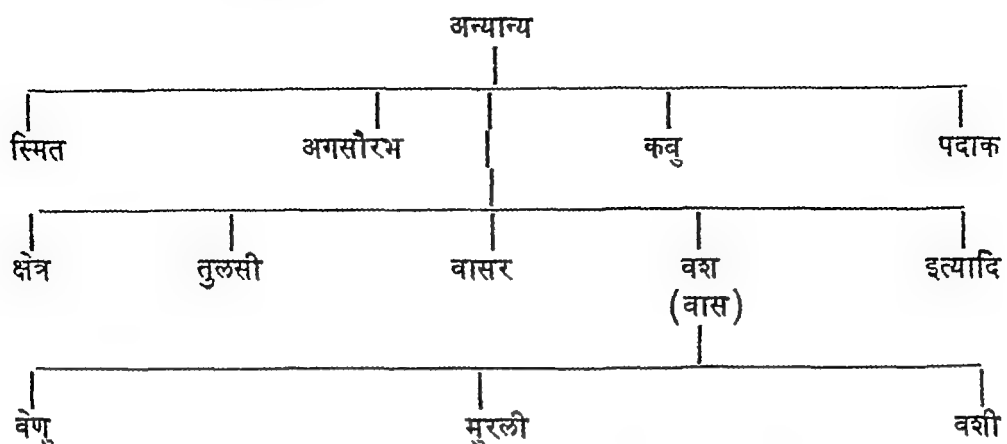 अन्यान्य
स्मित अगसौरभ कवु पदाक
क्षेत्र तुलसी वासर वश इत्यादि
(वास)
वेणु मुरली वशी